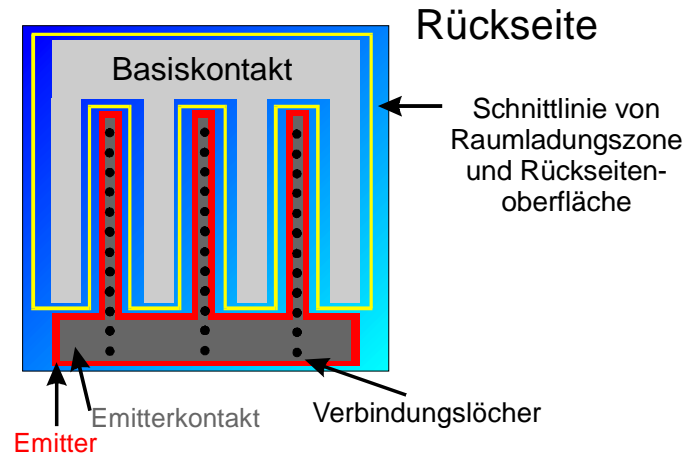 Rückseite
Basiskontakt
Schnittlinie von
Raumladungszone
und Rückseiten-
oberfläche
Verbindungslöcher
Emitterkontakt
Emitter